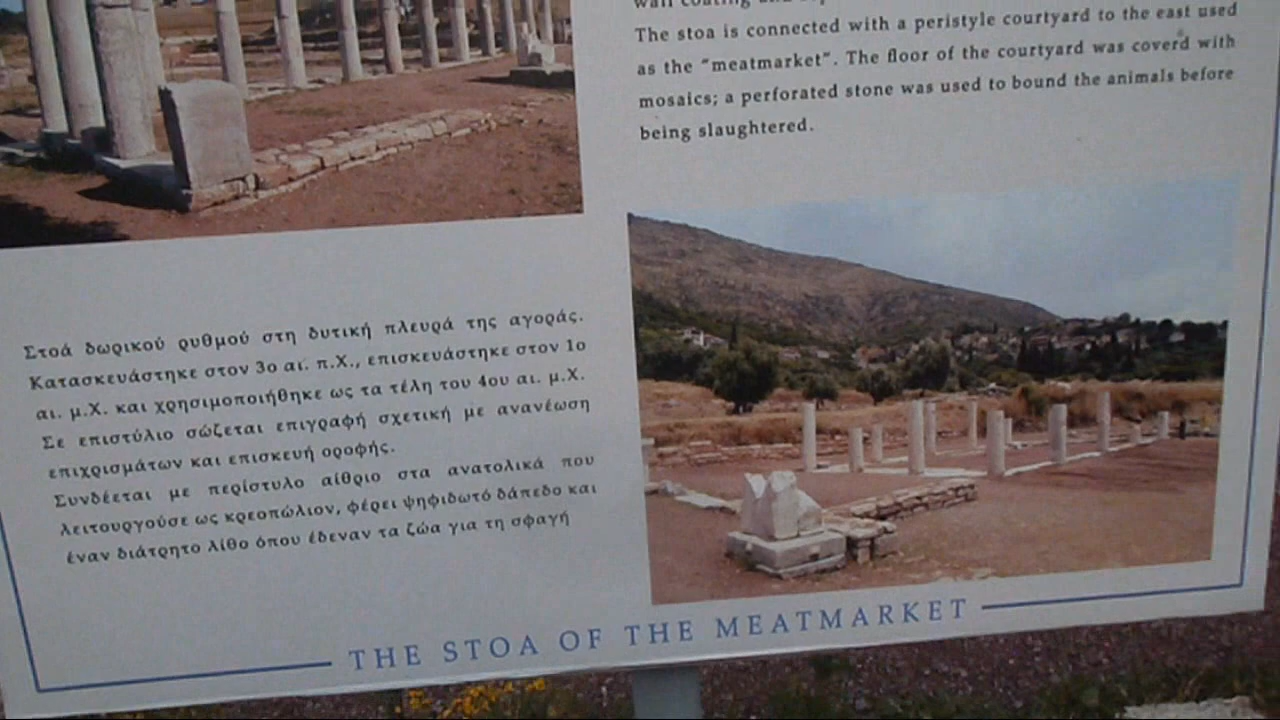 wall coating and
The stoa is connected with a peristyle courtyard to the east used
as the "meatmarket". The floor of the courtyard was coverd with
mosaics; a perforated stone was used to bound the animals before
being slaughtered.
Στοά δωρικού ρυθμού στη δυτική πλευρά της αγοράς.
Κατασκευάστηκε στον 3ο αι. π.Χ., επισκευάστηκε στον 1ο
αι. μ.Χ. και χρησιμοποιήθηκε ως τα τέλη του 4ου αι. μ.Χ.
Σε επιστύλιο σώζεται επιγραφή σχετική με ανανέωση
επιχρισμάτων και επισκευή οροφής.
Συνδέεται με περίστυλο αίθριο στα ανατολικά που
λειτουργούσε ως κρεοπώλιον, φέρει ψηφιδωτό δάπεδο και
έναν διάτρητο λίθο όπου έδεναν τα ζώα για τη σφαγή
THE STOA OF THE MEATMARKET